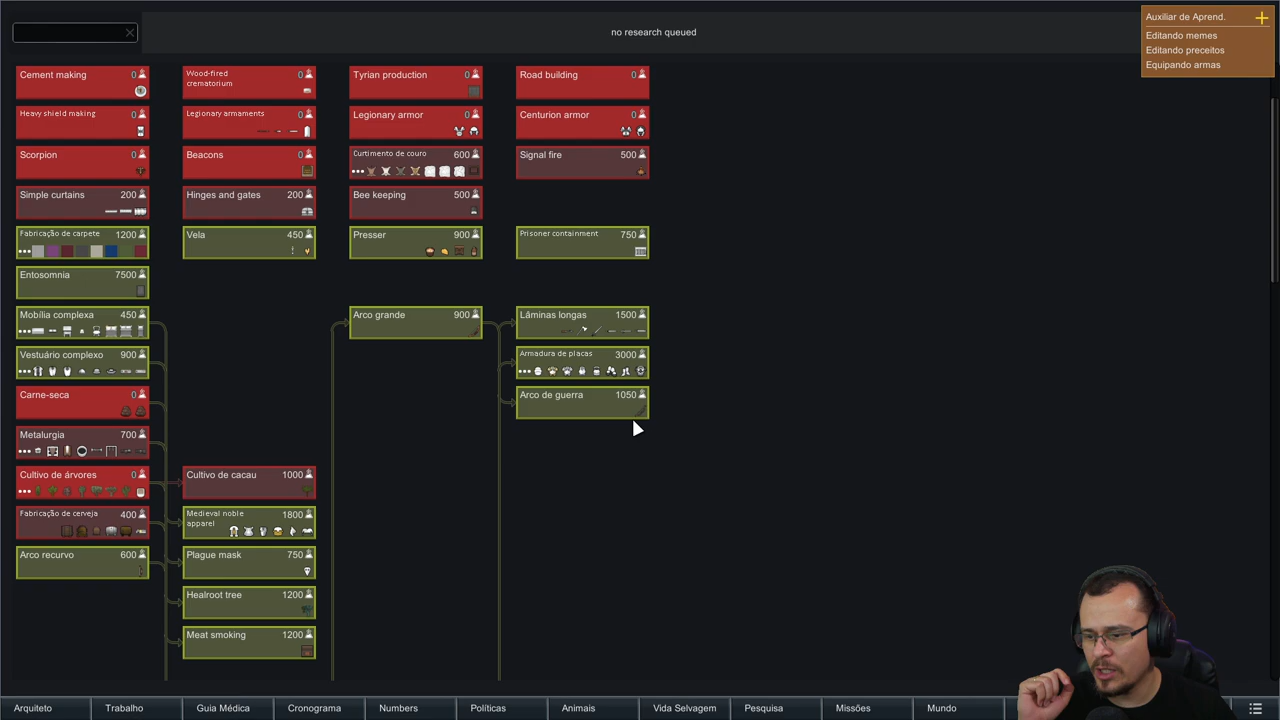 no research queued
Auxiliar de Aprend.
Editando memes
Editando preceitos
Equipando armas
Cement making 0
Wood-fired crematorium 0
Tyrian production 0
Road building 0
Heavy shield making 0
Legionary armaments 0
Legionary armor 0
Centurion armor 0
Scorpion 0
Beacons 0
Curtimento de couro 600
Signal fire 500
Simple curtains 200
Hinges and gates 200
Bee keeping 500
Fabricação de carpete 1200
Vela 450
Presser 900
Prisoner containment 750
Entosomnia 7500
Mobília complexa 450
Arco grande 900
Lâminas longas 1500
Vestuário complexo 900
Armadura de placas 3000
Carne-seca 0
Arco de guerra 1050
Metalurgia 700
Cultivo de árvores 0
Cultivo de cacau 1000
Fabricação de cerveja 400
Medieval noble apparel 1800
Arco recurvo 600
Plague mask 750
Healroot tree 1200
Meat smoking 1200
Arquiteto
Trabalho
Guia Médica
Cronograma
Numbers
Políticas
Animais
Vida Selvagem
Pesquisa
Missões
Mundo